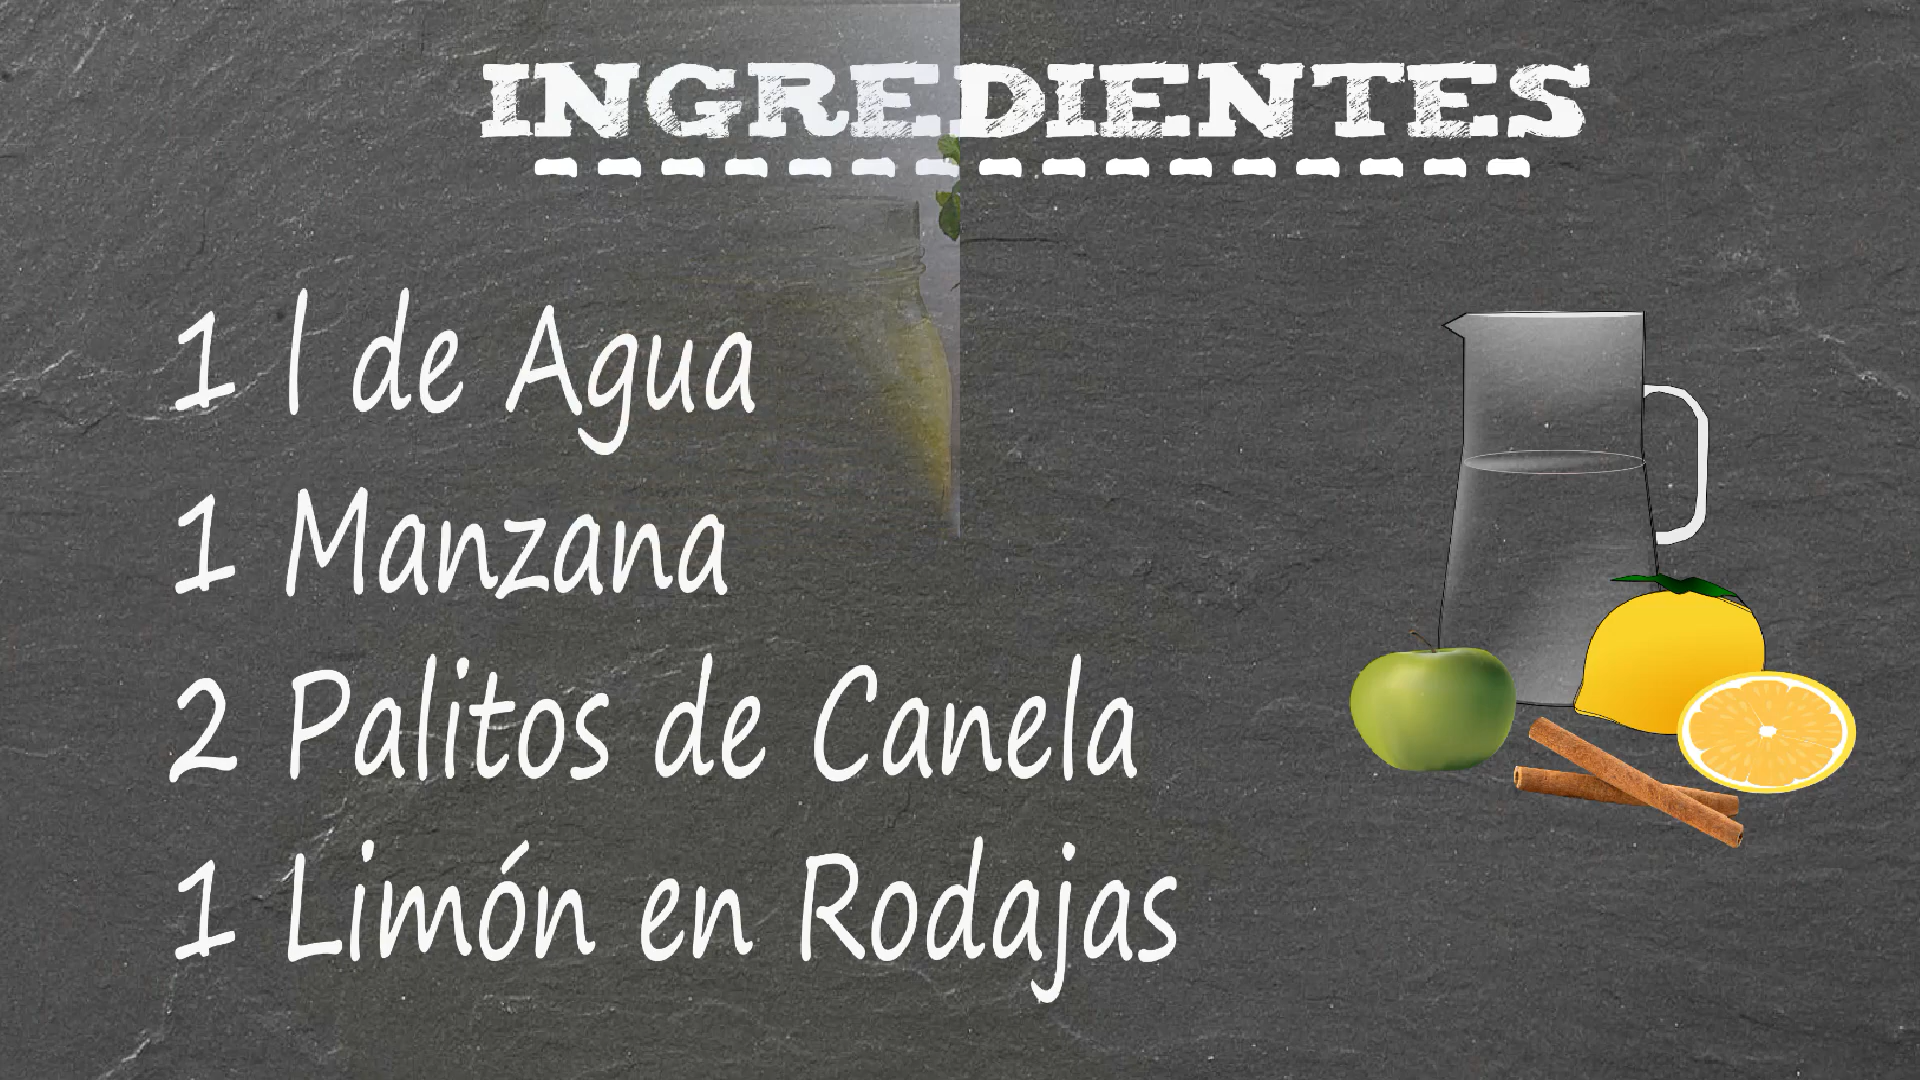 INGREDIENTES
1 l de Agua
1 Manzana
2 Palitos de Canela
1 Limón en Rodajas